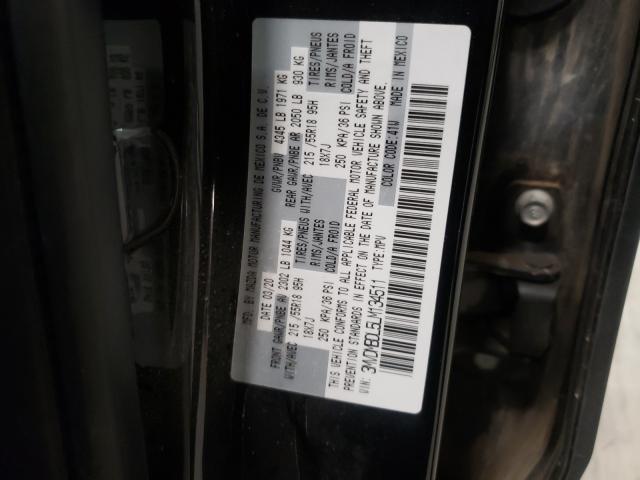 MFG. BY MAZDA MOTOR MANUFACTURING DE MEXICO S.A. DE C.V.
DATE 03/20 GVWR/PNBV 4345 LB 1971 KG
FRONT GAWR/PNBE AV 2302 LB 1044 KG REAR GAWR/PNBE AR 2050 LB 930 KG
TIRES/PNEUS TIRES/PNEUS
WITH/AVEC 215 /55R18 95H RIMS/JANTES WITH/AVEC 215 /55R18 95H RIMS/JANTES
18X7J COLD/A FROID 18X7J COLD/A FROID
250 KPA/36 PSI 250 KPA/36 PSI
THIS VEHICLE CONFORMS TO ALL APPLICABLE FEDERAL MOTOR VEHICLE SAFETY AND THEFT
PREVENTION STANDARDS IN EFFECT ON THE DATE OF MANUFACTURE SHOWN ABOVE.
COLOR CODE:41W MADE IN MEXICO
VIN: 3MVDMBDL5LM134511 TYPE:MPV